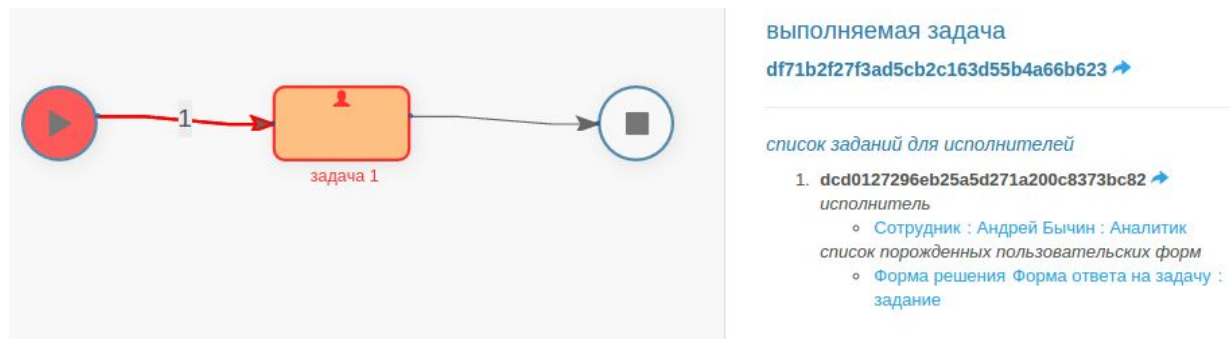 1
задача 1
выполняемая задача
df71b2f27f3ad5cb2c163d55b4a66b623
список заданий для исполнителей
1. dcd0127296eb25a5d271a200c8373bc82
исполнитель
Сотрудник : Андрей Бычин : Аналитик
список порожденных пользовательских форм
Форма решения Форма ответа на задачу :
задание